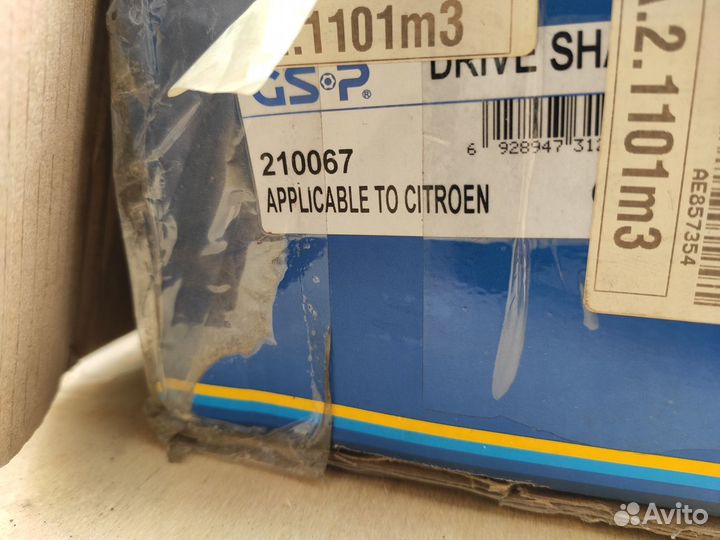 .1101m3
GSP®
DRIVE SHA
6 928947 312
210067
APPLICABLE TO CITROEN
A.2.1101m3
AE857354
Avito